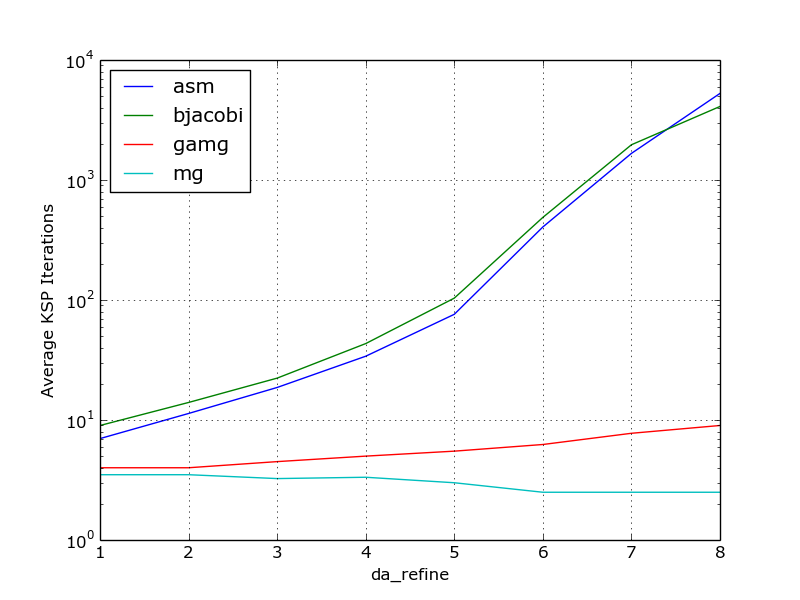 10^4
10^3
10^2
10^1
10^0
Average KSP Iterations
asm
bjacobi
gamg
mg
1 2 3 4 5 6 7 8
da_refine